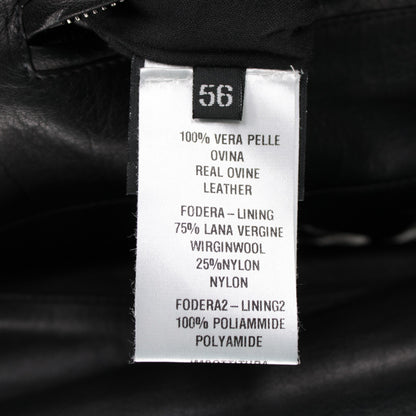 56
100% VERA PELLE
OVINA
REAL OVINE
LEATHER
FODERA – LINING
75% LANA VERGINE
WIRGINWOOL
25%NYLON
NYLON
FODERA2 – LINING2
100% POLIAMMIDE
POLYAMIDE
IMBOTTITURA